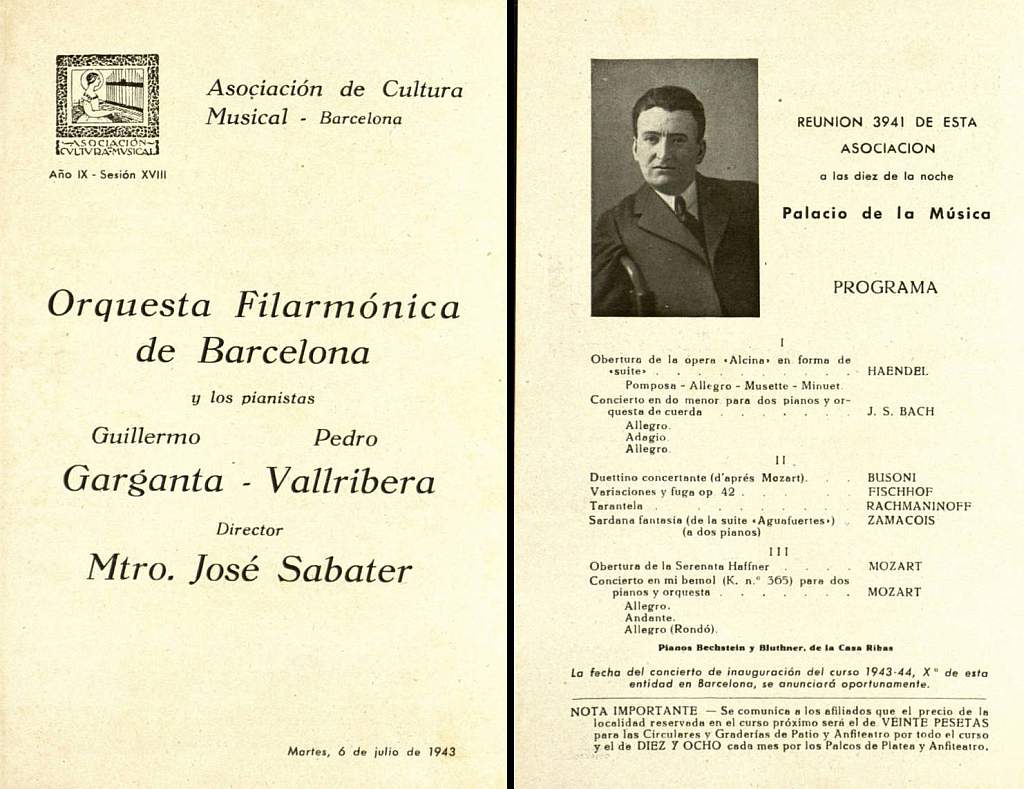 ASOCIACIÓN
CVLTVRA·MVSICAL
Año IX - Sesión XVIII
Asociación de Cultura
Musical - Barcelona
Orquesta Filarmónica
de Barcelona
y los pianistas
Guillermo Pedro
Garganta - Vallribera
Director
Mtro. José Sabater
Martes, 6 de julio de 1943
REUNION 3941 DE ESTA
ASOCIACION
a las diez de la noche
Palacio de la Música
PROGRAMA
I
Obertura de la opera «Alcina» en forma de
«suite» . . . . . . . . . . HAENDEL
Pomposa - Allegro - Musette - Minuet.
Concierto en do menor para dos pianos y or-
questa de cuerda . . . . . . . J. S. BACH
Allegro.
Adagio.
Allegro.
II
Duettino concertante (d'aprés Mozart). . . BUSONI
Variaciones y fuga op. 42 . . . . . FISCHHOF
Tarantela . . . . . . . . . RACHMANINOFF
Sardana fantasía (de la suite «Aguafuertes») . ZAMACOIS
(a dos pianos)
III
Obertura de la Serenata Haffner . . . . MOZART
Concierto en mi bemol (K. n.º 365) para dos
pianos y orquesta . . . . . . . MOZART
Allegro.
Andante.
Allegro (Rondó).
Pianos Bechstein y Bluthner, de la Casa Ribas
La fecha del concierto de inauguración del curso 1943-44, Xº de esta
entidad en Barcelona, se anunciará oportunamente.
NOTA IMPORTANTE — Se comunica a los afiliados que el precio de la
localidad reservada en el curso próximo será el de VEINTE PESETAS
para las Circulares y Graderías de Patio y Anfiteatro por todo el curso
y el de DIEZ Y OCHO cada mes por los Palcos de Platea y Anfiteatro.